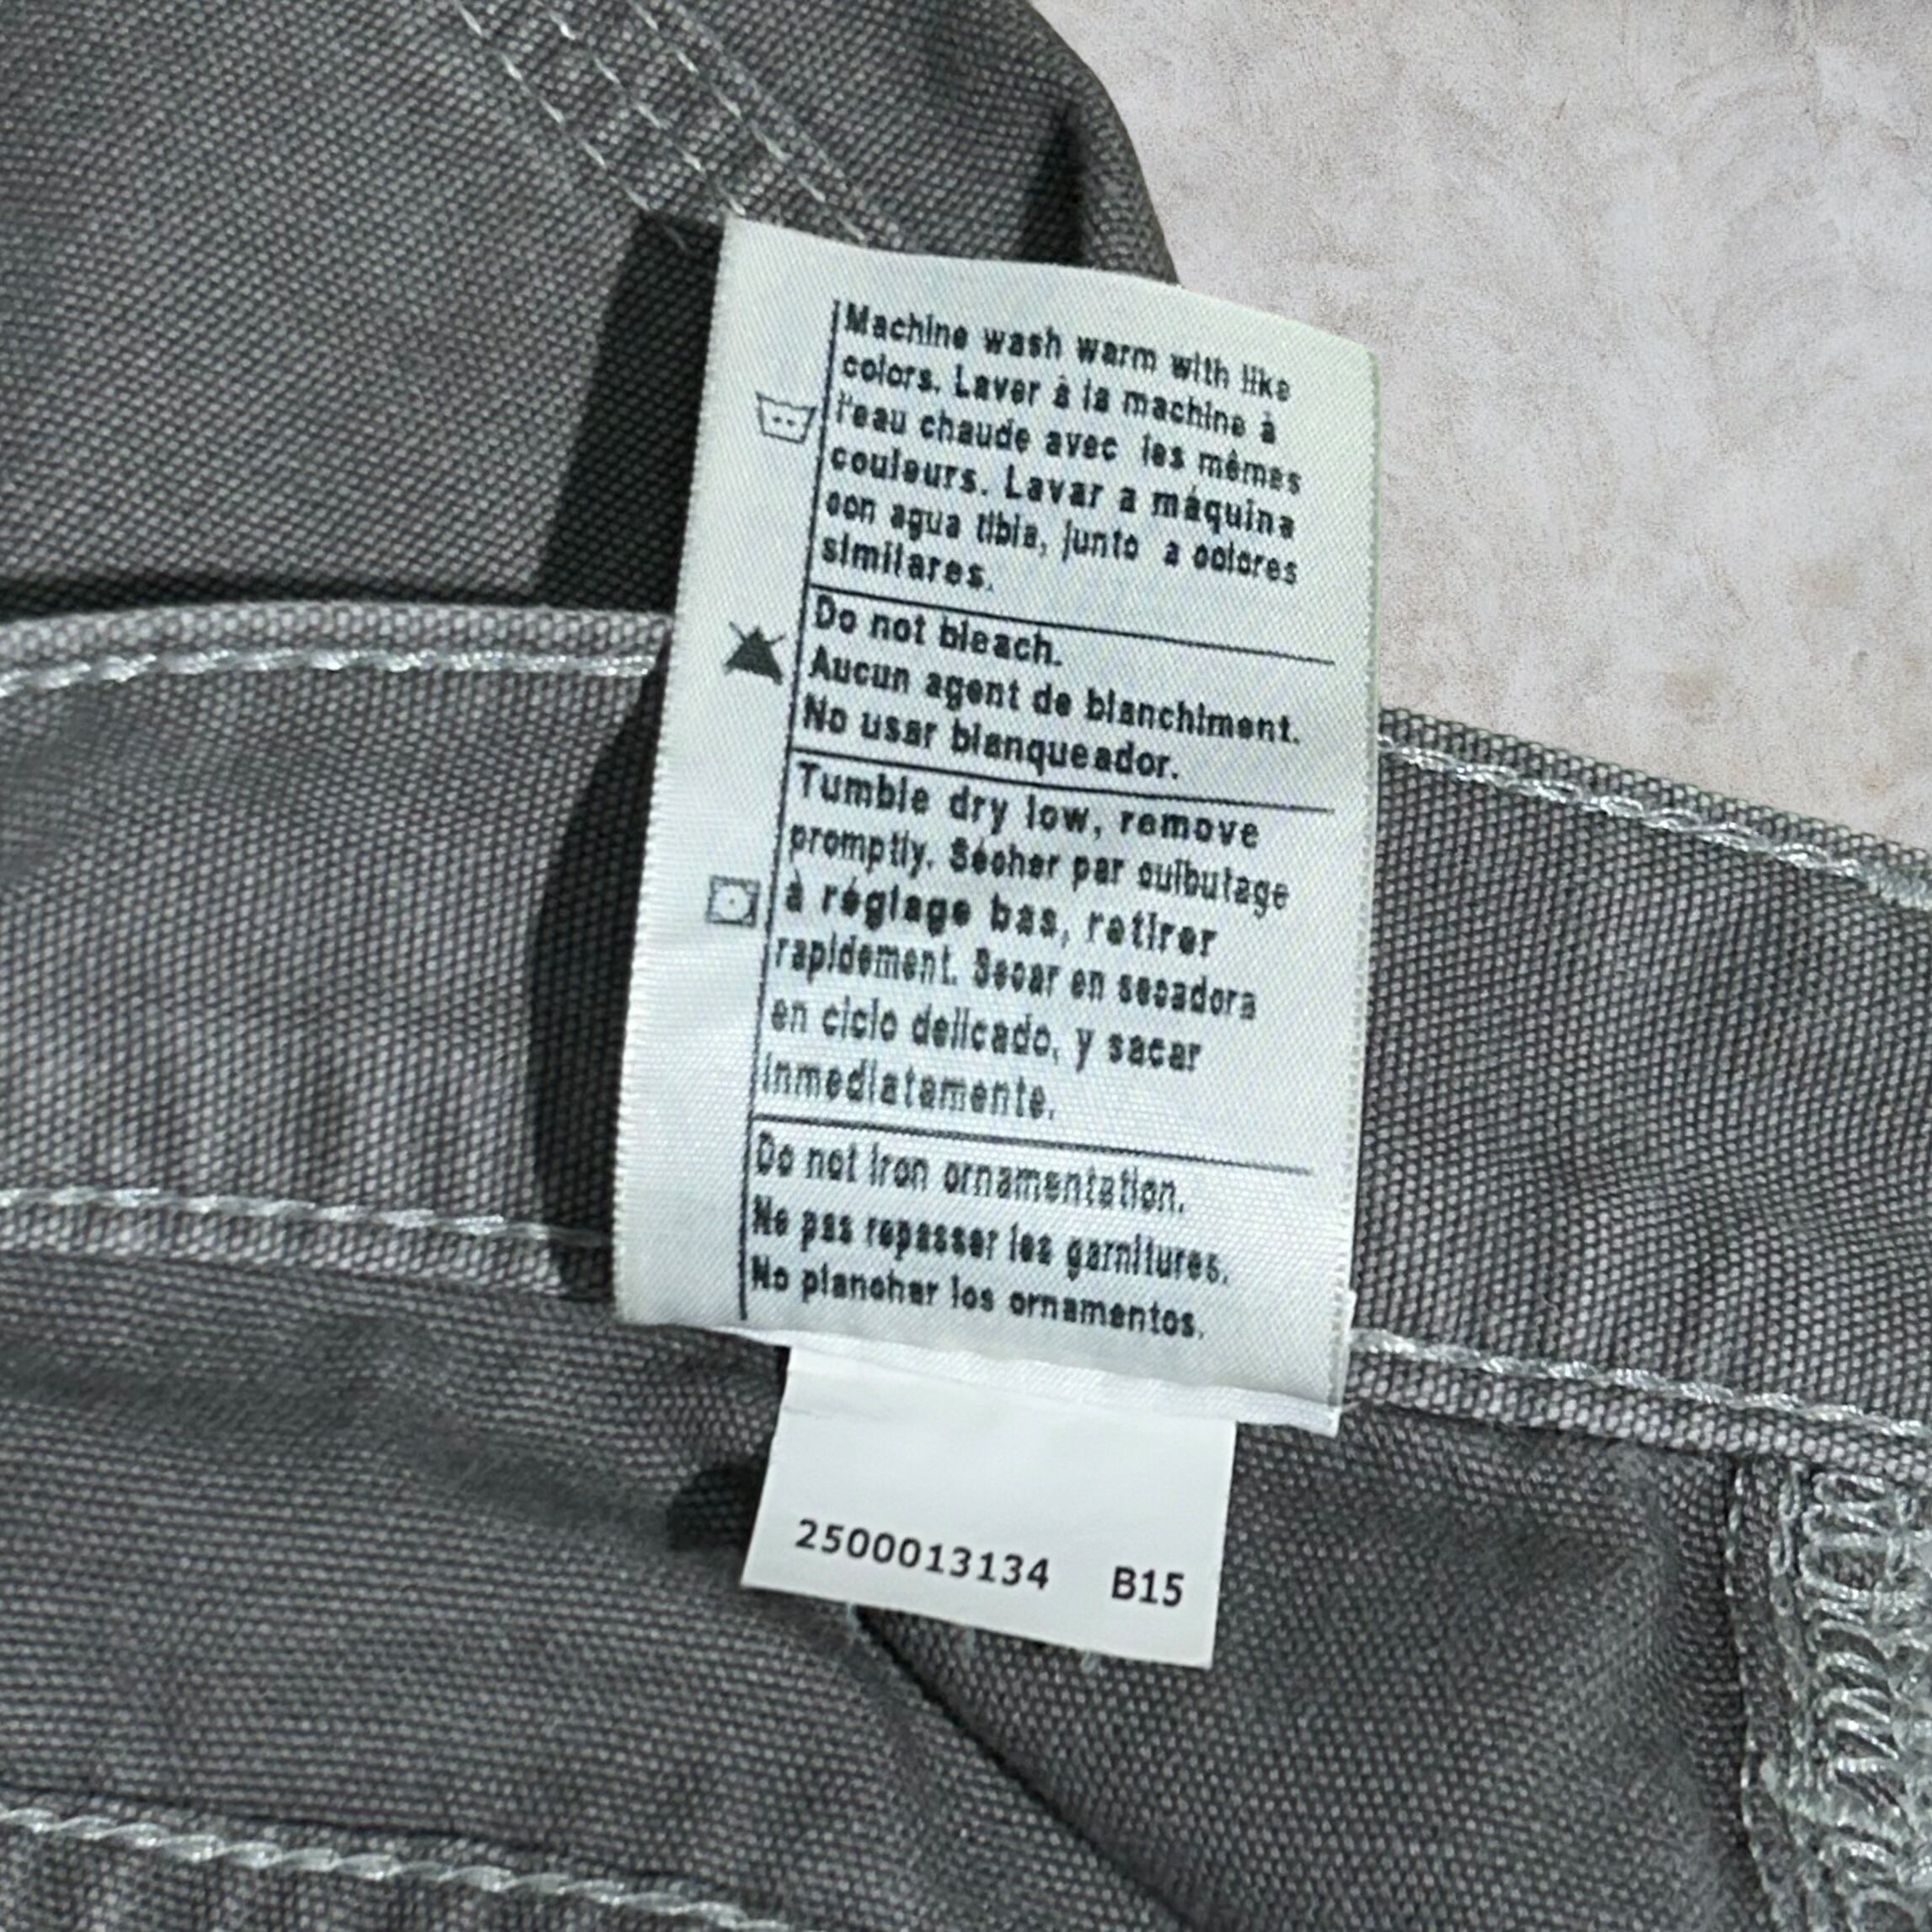 Machine wash warm with like
colors. Laver à la machine à
l'eau chaude avec les mêmes
couleurs. Lavar a máquina
con agua tibia, junto a colores
similares.
Do not bleach.
Aucun agent de blanchiment.
No usar blanqueador.
Tumble dry low, remove
promptly. Sécher par culbutage
à réglage bas, retirer
rapidement. Secar en secadora
en ciclo delicado, y sacar
inmediatamente.
Do not iron ornamentation.
Ne pas repasser les garnitures.
No planchar los ornamentos.
2500013134 B15